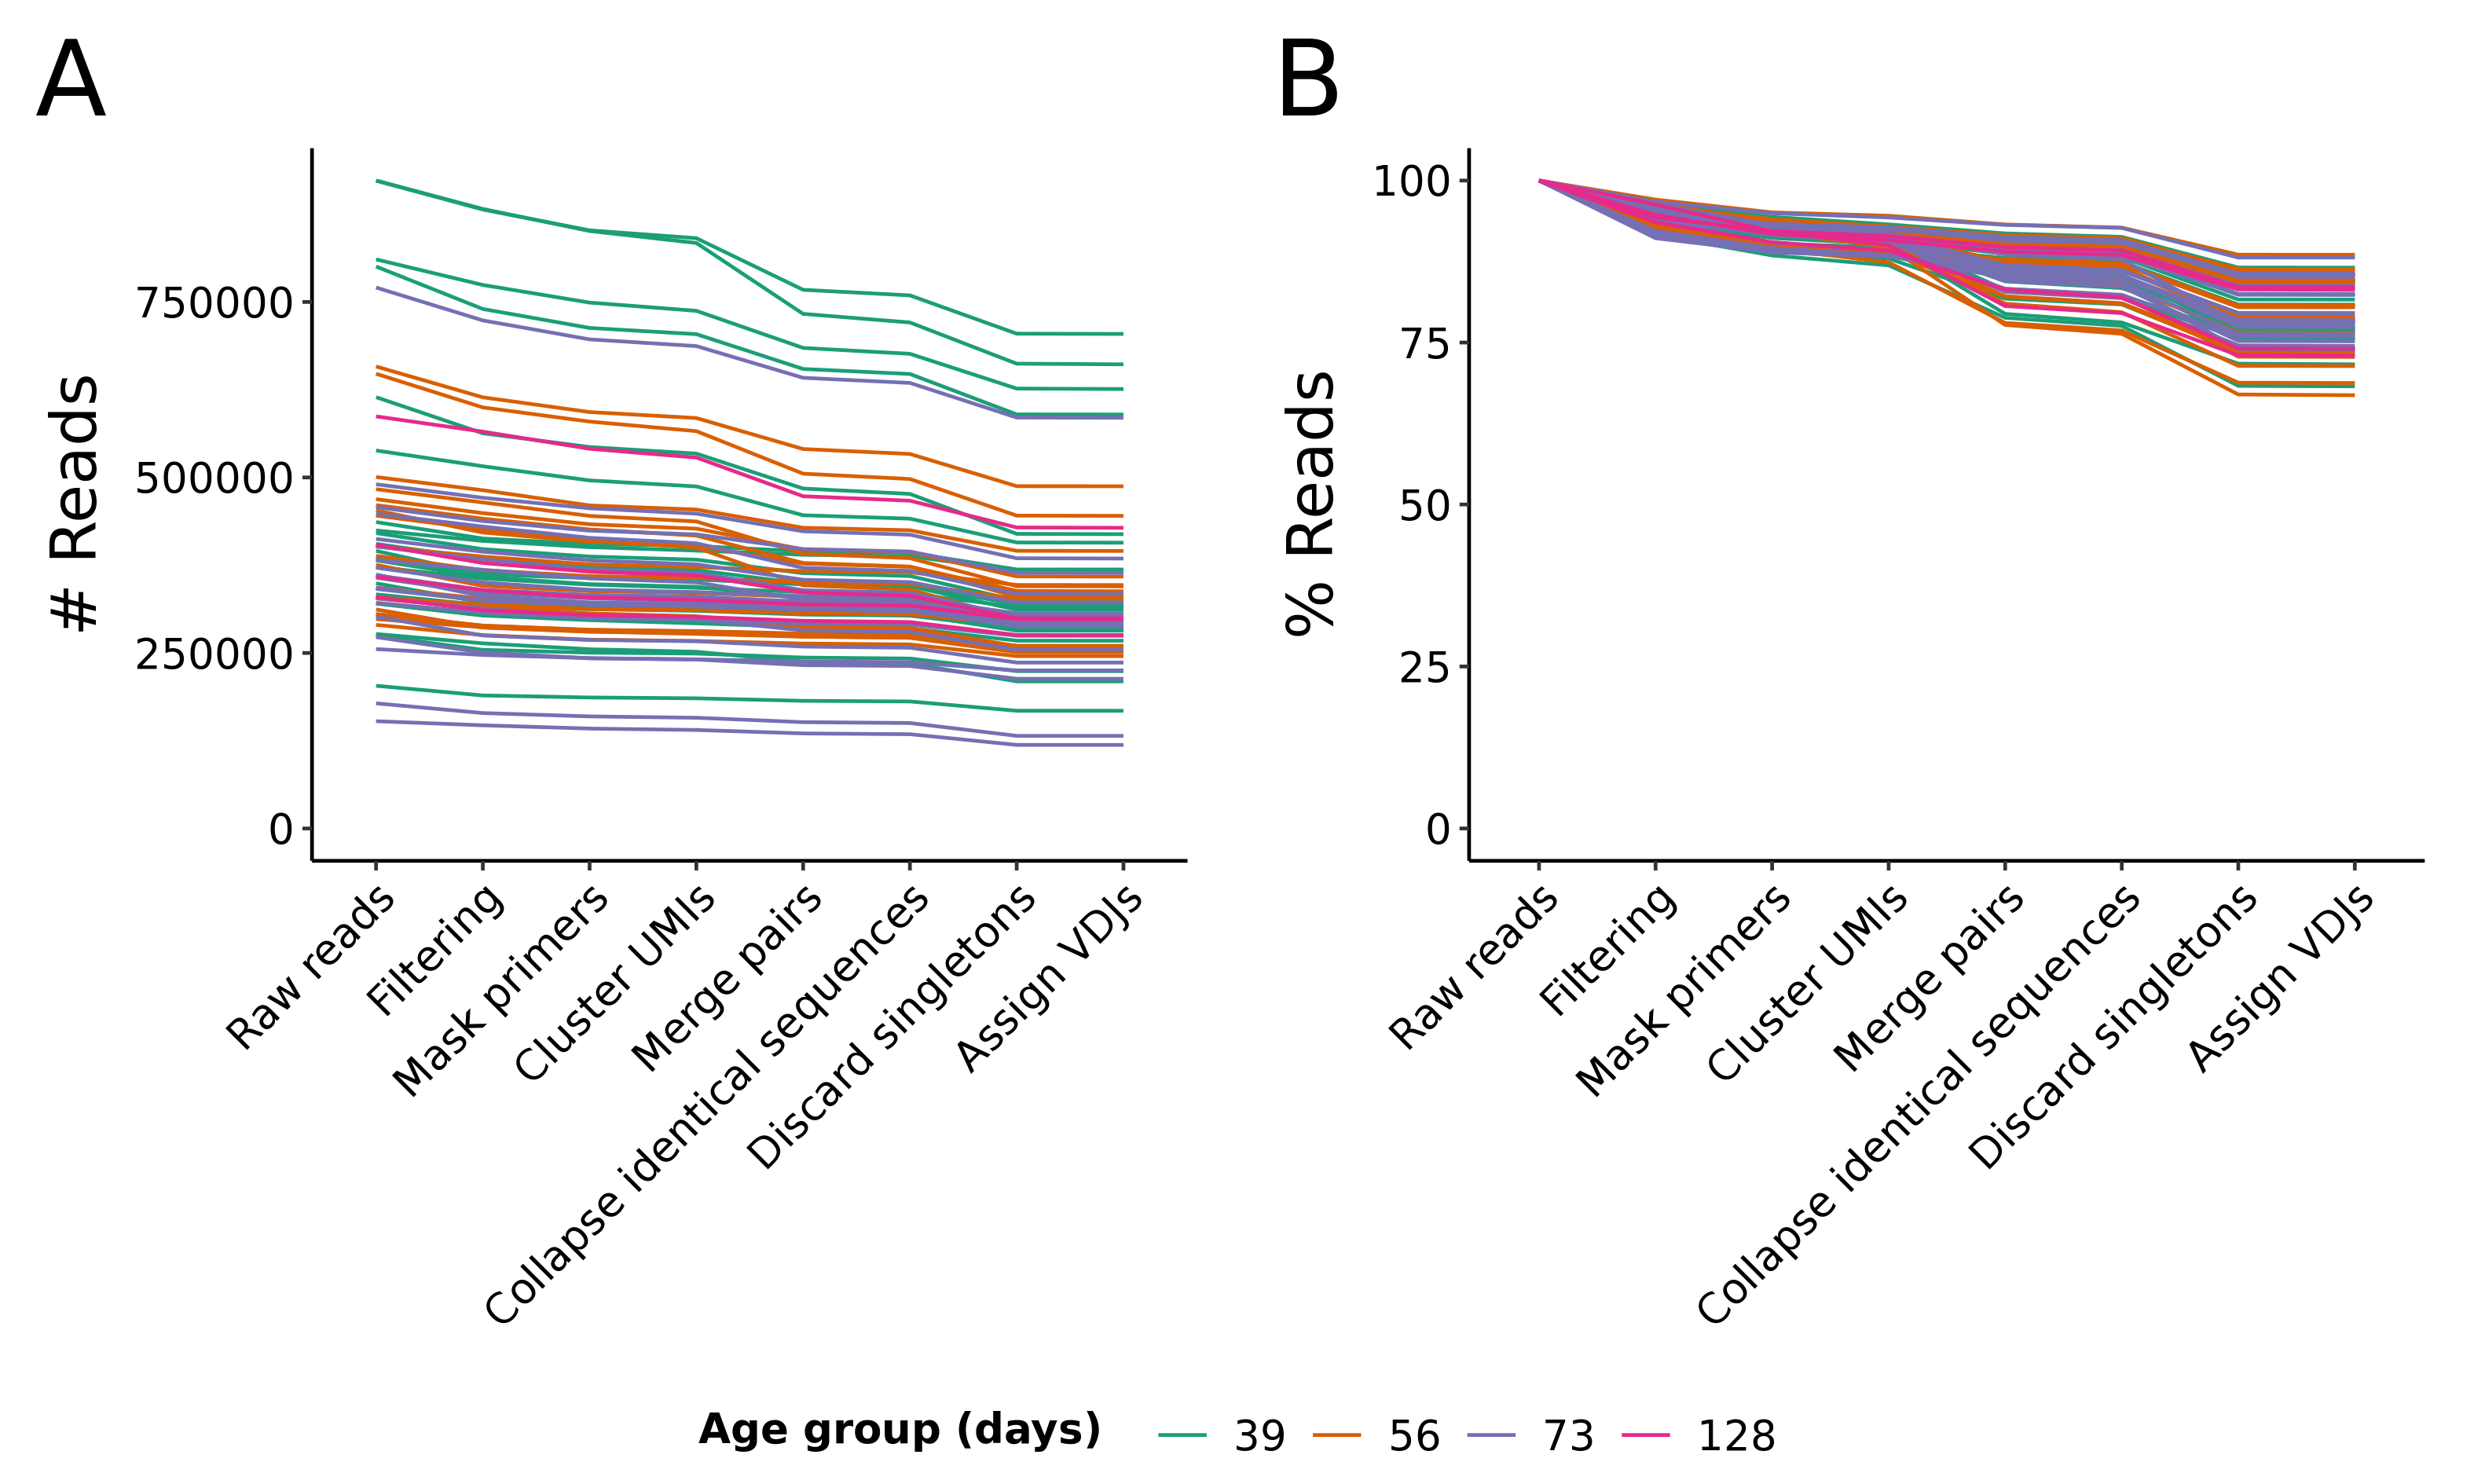 A
# Reads
750000
500000
250000
0
Raw reads
Filtering
Mask primers
Cluster UMIs
Merge pairs
Collapse identical sequences
Discard singletons
Assign VDJs
B
% Reads
100
75
50
25
0
Raw reads
Filtering
Mask primers
Cluster UMIs
Merge pairs
Collapse identical sequences
Discard singletons
Assign VDJs
Age group (days) 39 56 73 128